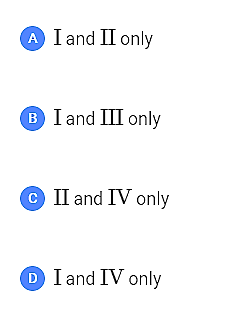 A I and II only
B I and III only
C II and IV only
D I and IV only